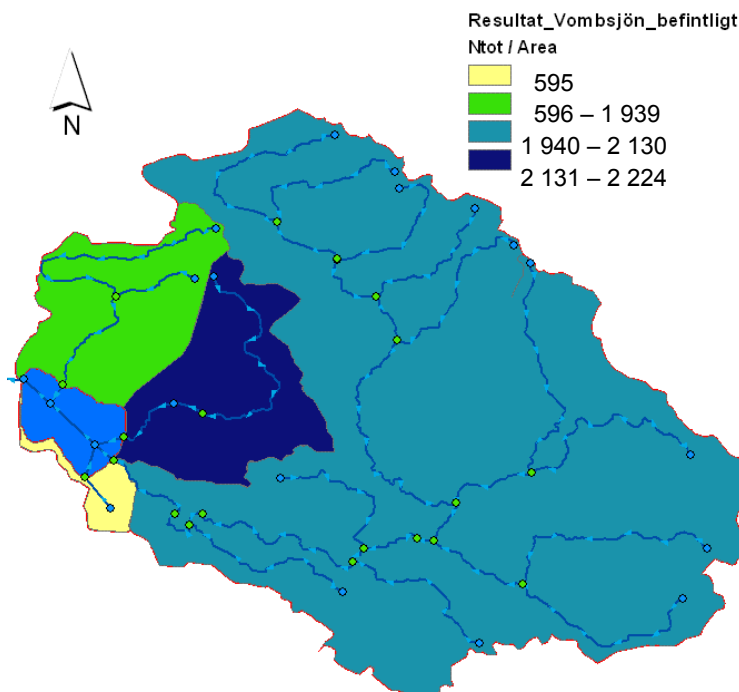 Resultat_Vombsjön_befintligt
Ntot / Area
595
596 – 1 939
1 940 – 2 130
2 131 – 2 224
N